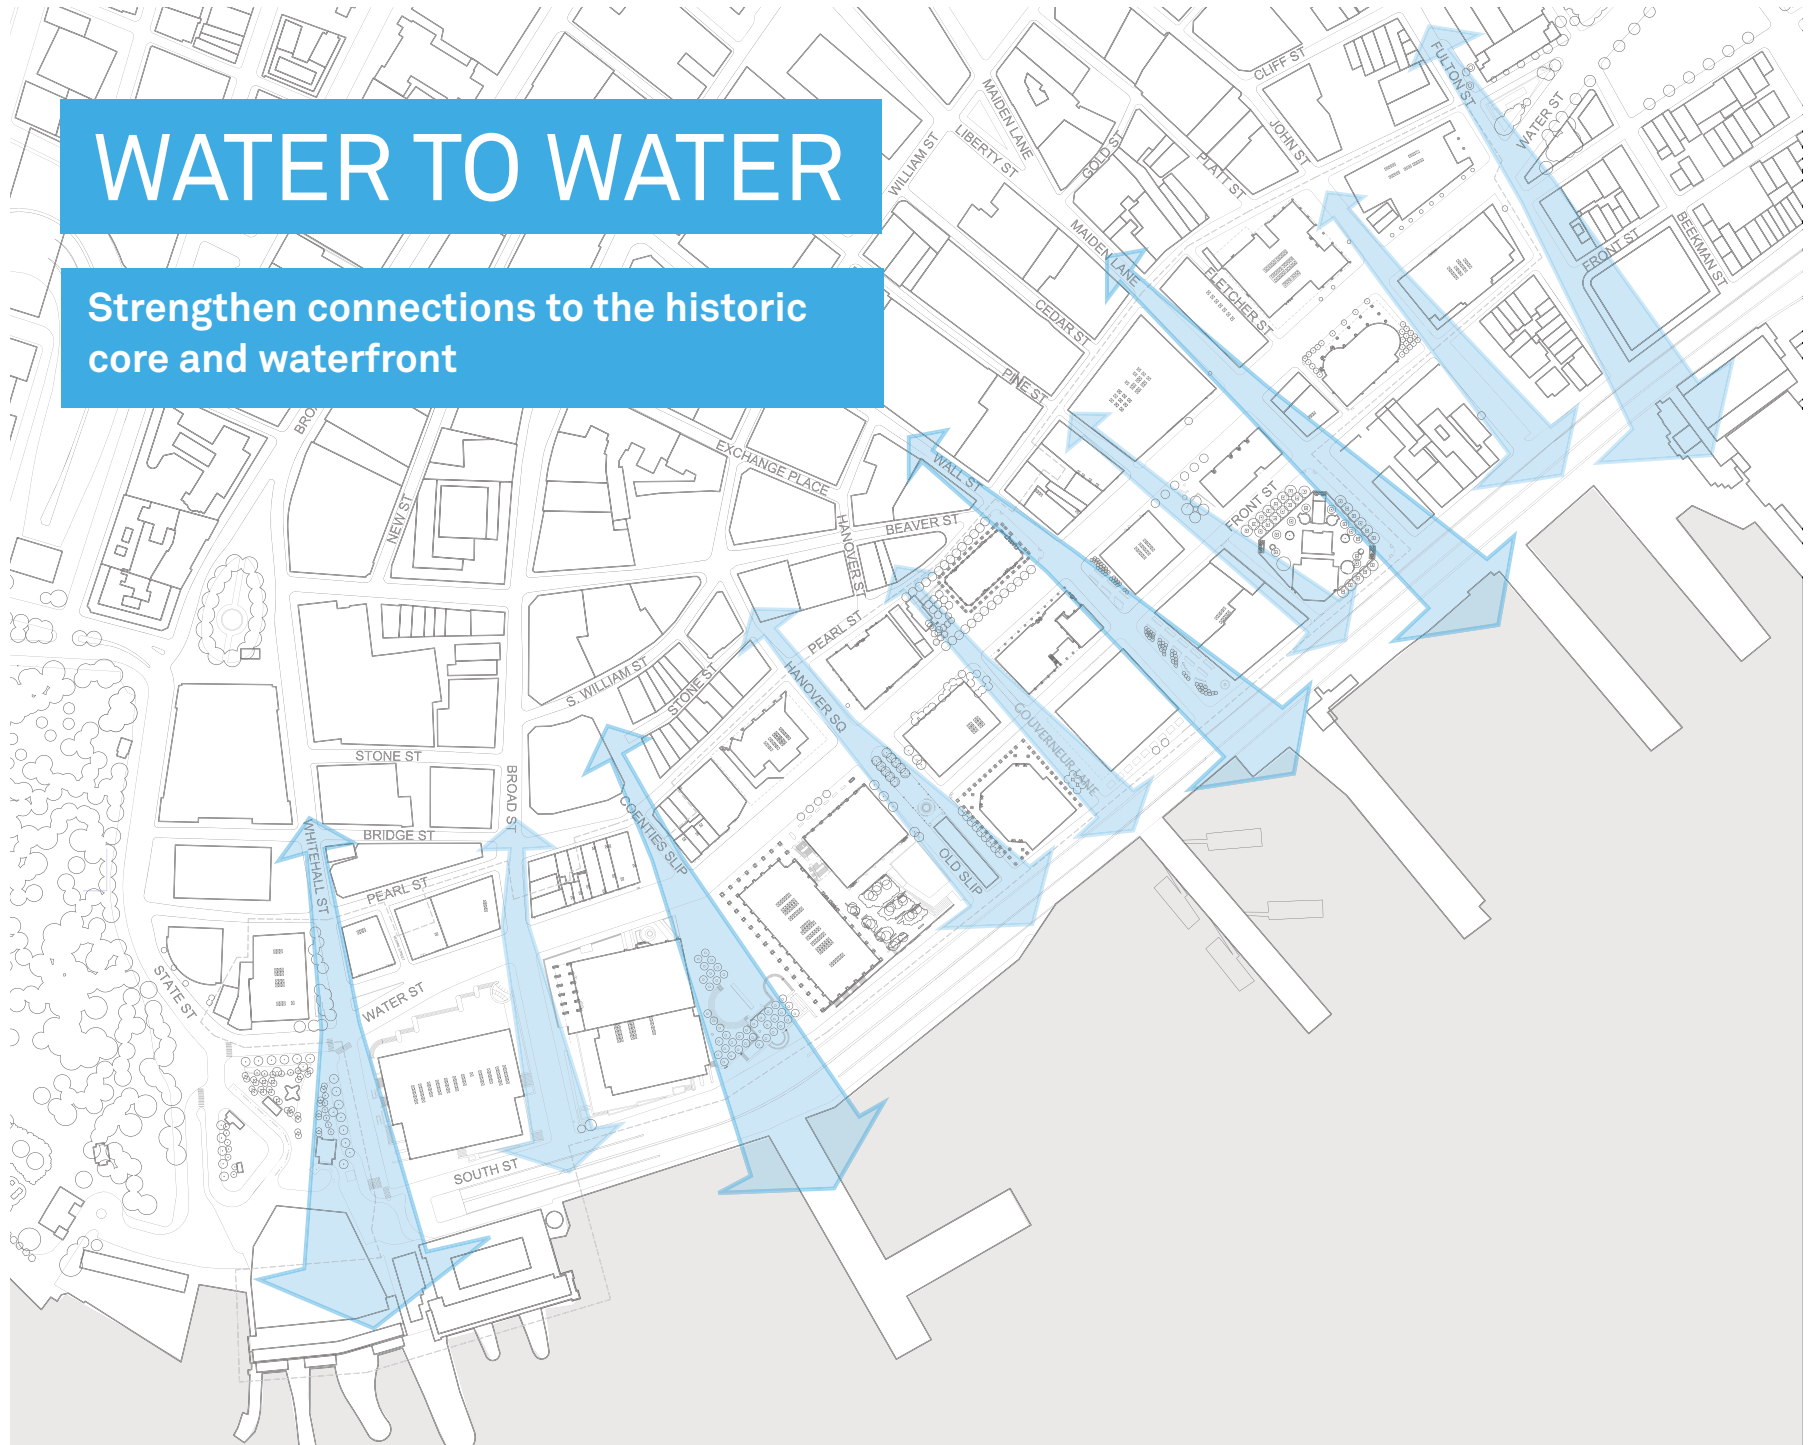 WATER TO WATER
Strengthen connections to the historic
core and waterfront
CLIFF ST
FULTON ST
WATER ST
JOHN ST
MAIDEN LANE
LIBERTY ST
GOLD ST
PLATT ST
WILLIAM ST
MAIDEN LANE
BEEKMAN ST
FRONT ST
FLETCHER ST
CEDAR ST
PINE ST
EXCHANGE PLACE
WALL ST
NEW ST
HANOVER ST
BEAVER ST
FRONT ST
PEARL ST
S. WILLIAM ST
STONE ST
HANOVER SQ
GOUVERNEUR LANE
STONE ST
BROAD ST
COENTIES SLIP
WHITEHALL ST
BRIDGE ST
OLD SLIP
PEARL ST
STATE ST
WATER ST
SOUTH ST